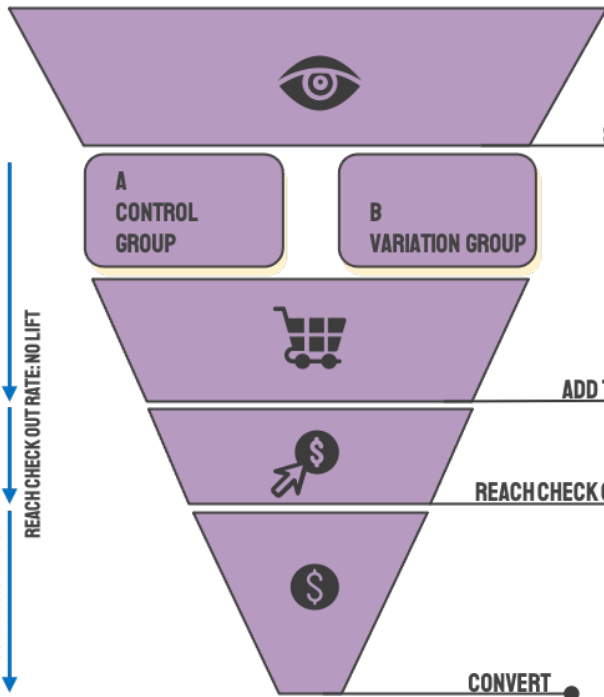 A
CONTROL
GROUP
B
VARIATION GROUP
REACH CHECK OUT RATE: NO LIFT
ADD
REACH CHECK
CONVERT
$
$